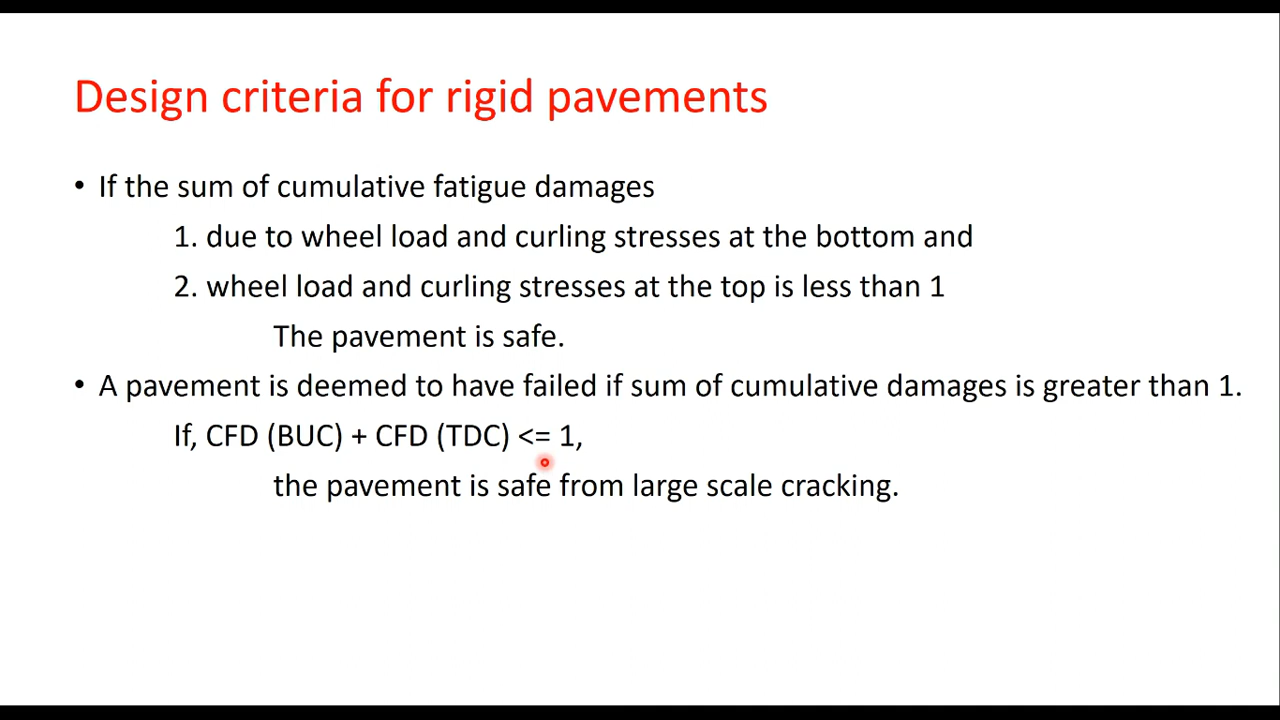 Design criteria for rigid pavements
• If the sum of cumulative fatigue damages
1. due to wheel load and curling stresses at the bottom and
2. wheel load and curling stresses at the top is less than 1
The pavement is safe.
• A pavement is deemed to have failed if sum of cumulative damages is greater than 1.
If, CFD (BUC) + CFD (TDC) <= 1,
the pavement is safe from large scale cracking.